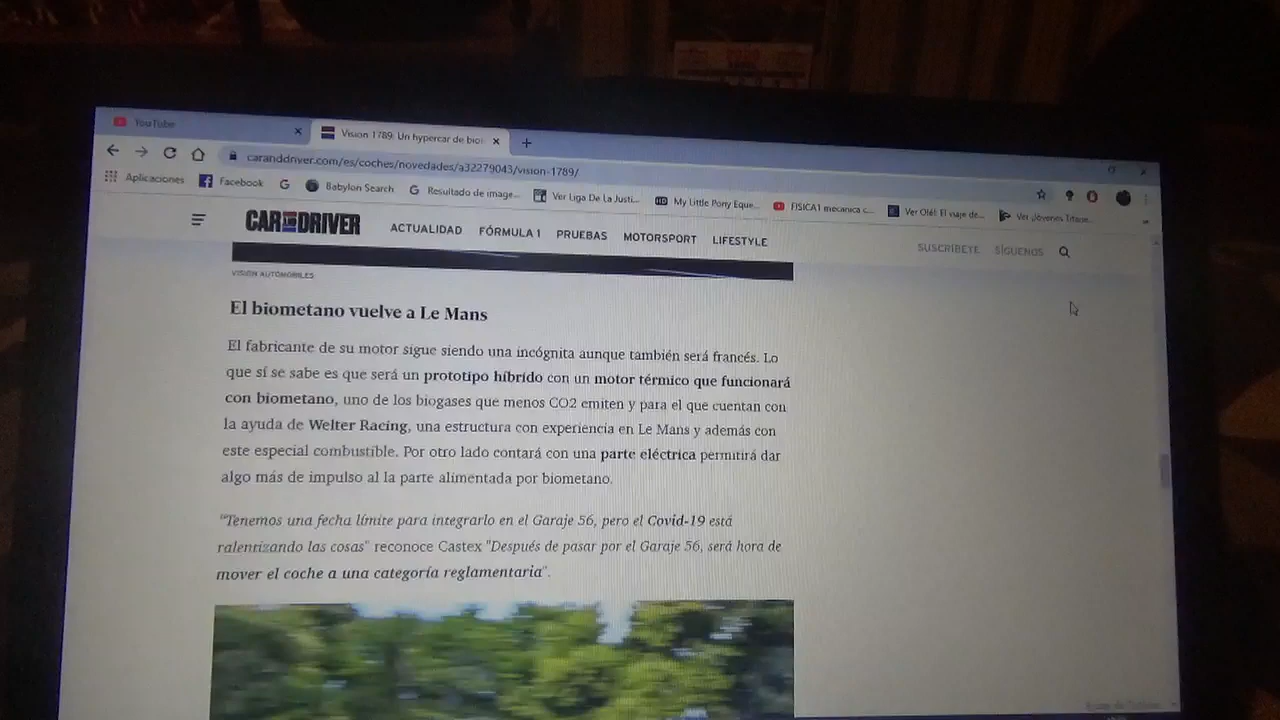 YouTube
Vision 1789: Un hypercar de bio
caranddriver.com/es/coches/novedades/a32279043/vision-1789/
Aplicaciones Facebook Babylon Search Resultado de image... Ver Liga De La Justi... My Little Pony Eque... FISICA1 mecanica c... Ver Olé! El viaje de... Ver Jóvenes Titane...
CAR AND DRIVER ACTUALIDAD FÓRMULA 1 PRUEBAS MOTORSPORT LIFESTYLE SUSCRÍBETE SÍGUENOS
VISION AUTOMOBILES
El biometano vuelve a Le Mans
El fabricante de su motor sigue siendo una incógnita aunque también será francés. Lo
que sí se sabe es que será un prototipo híbrido con un motor térmico que funcionará
con biometano, uno de los biogases que menos CO2 emiten y para el que cuentan con
la ayuda de Welter Racing, una estructura con experiencia en Le Mans y además con
este especial combustible. Por otro lado contará con una parte eléctrica permitirá dar
algo más de impulso al la parte alimentada por biometano.
"Tenemos una fecha límite para integrarlo en el Garaje 56, pero el Covid-19 está
ralentizando las cosas" reconoce Castex "Después de pasar por el Garaje 56, será hora de
mover el coche a una categoría reglamentaria".